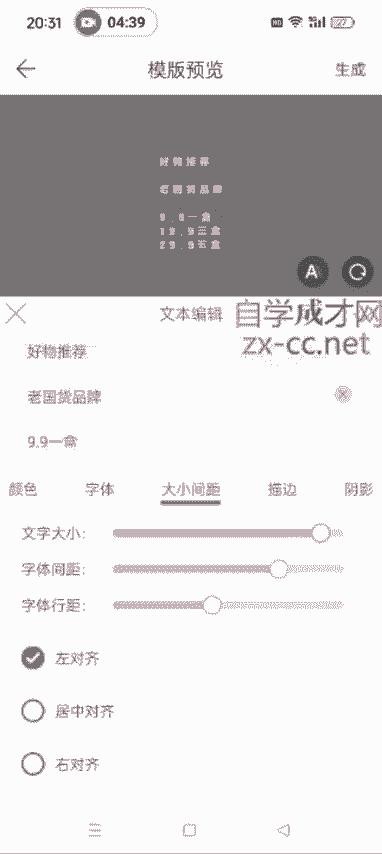 20:31 04:39 HD 27
模版预览 生成
好物推荐
老国货品牌
9.9一盒
19.9三盒
29.9五盒
A
文本编辑
自学成才网
zx-cc.net
好物推荐
老国货品牌
9.9一盒
颜色 字体 大小间距 描边 阴影
文字大小:
字体间距:
字体行距:
左对齐
居中对齐
右对齐